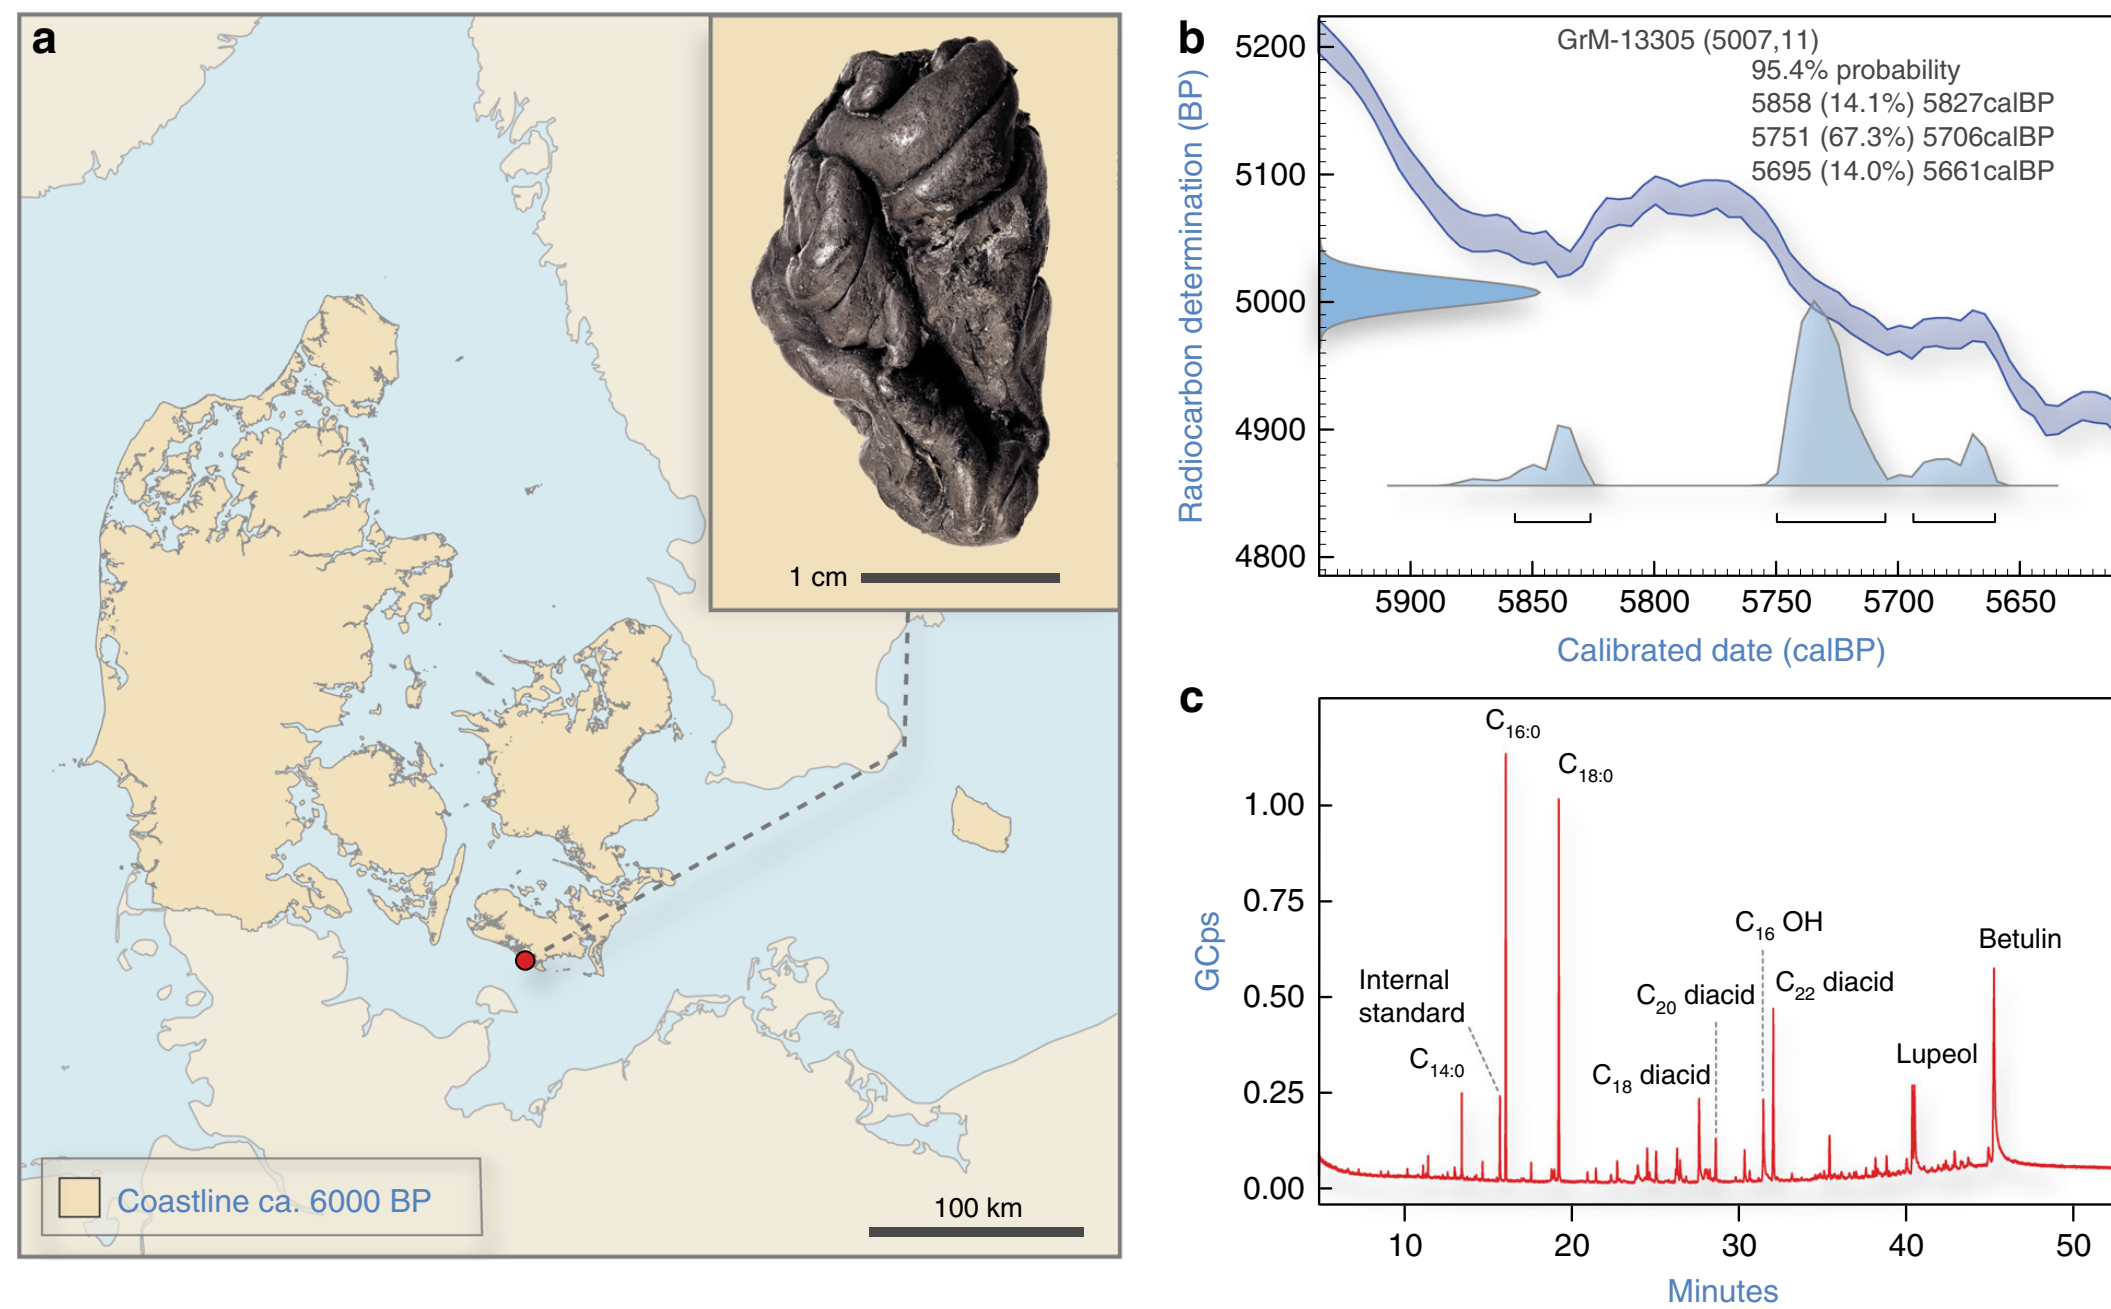 a
1 cm
Coastline ca. 6000 BP
100 km
b
Radiocarbon determination (BP)
5200
5100
5000
4900
4800
GrM-13305 (5007,11)
95.4% probability
5858 (14.1%) 5827calBP
5751 (67.3%) 5706calBP
5695 (14.0%) 5661calBP
5900 5850 5800 5750 5700 5650
Calibrated date (calBP)
c
GCps
1.00
0.75
0.50
0.25
0.00
C16:0
C18:0
Internal
standard
C14:0
C18 diacid
C20 diacid
C16 OH
C22 diacid
Lupeol
Betulin
10 20 30 40 50
Minutes